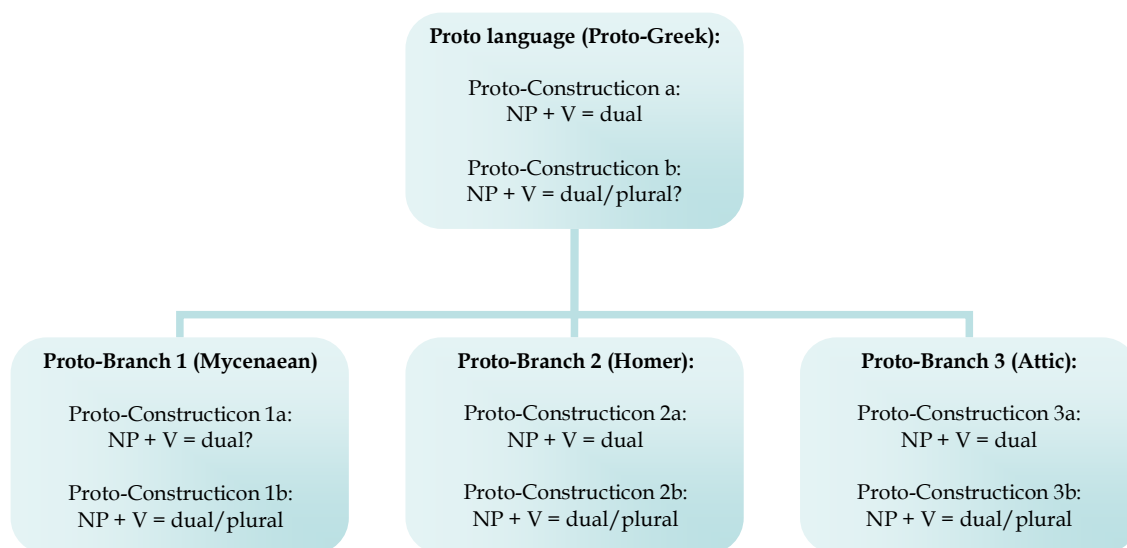 Proto language (Proto-Greek):
Proto-Constructicon a:
NP + V = dual
Proto-Constructicon b:
NP + V = dual/plural?
Proto-Branch 1 (Mycenaean)
Proto-Constructicon 1a:
NP + V = dual?
Proto-Constructicon 1b:
NP + V = dual/plural
Proto-Branch 2 (Homer):
Proto-Constructicon 2a:
NP + V = dual
Proto-Constructicon 2b:
NP + V = dual/plural
Proto-Branch 3 (Attic):
Proto-Constructicon 3a:
NP + V = dual
Proto-Constructicon 3b:
NP + V = dual/plural